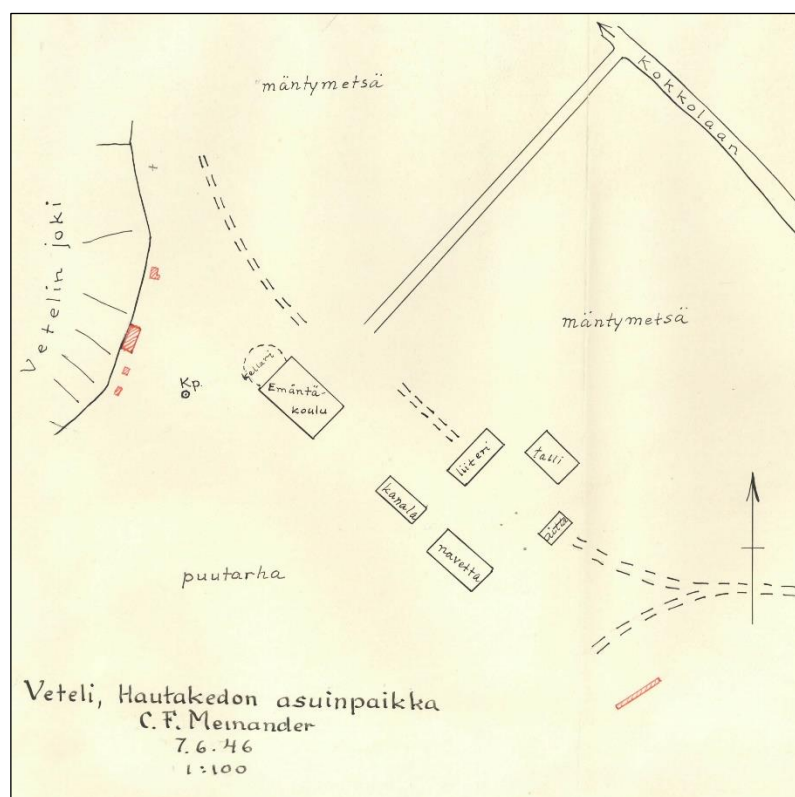 mäntymetsä
Kokkolaan
Vetelin joki
mäntymetsä
kellari
Kp.
Emäntä-
koulu
liiteri
talli
kanala
aitta
navetta
puutarha
Veteli, Hautakedon asuinpaikka
C. F. Meinander
7.6.46
1:100